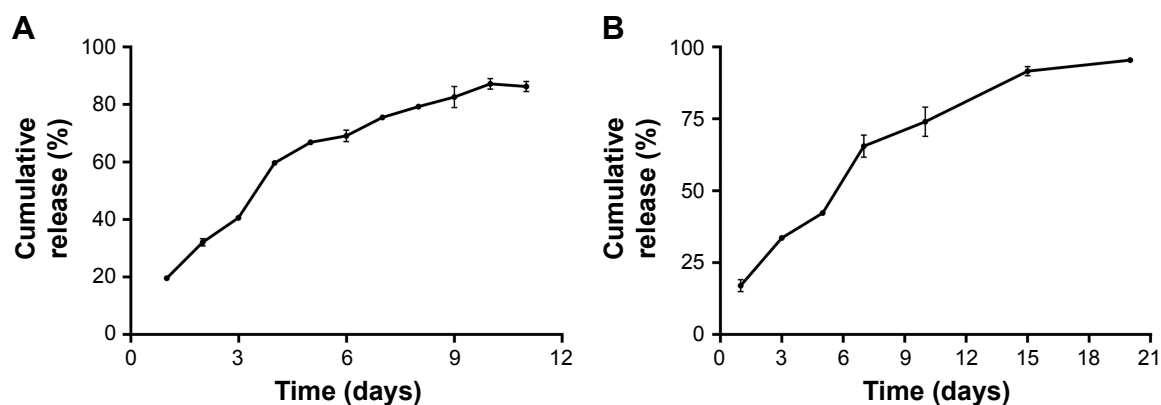 A
Cumulative
release (%)
100
80
60
40
20
0
0 3 6 9 12
Time (days)
B
Cumulative
release (%)
100
75
50
25
0
0 3 6 9 12 15 18 21
Time (days)